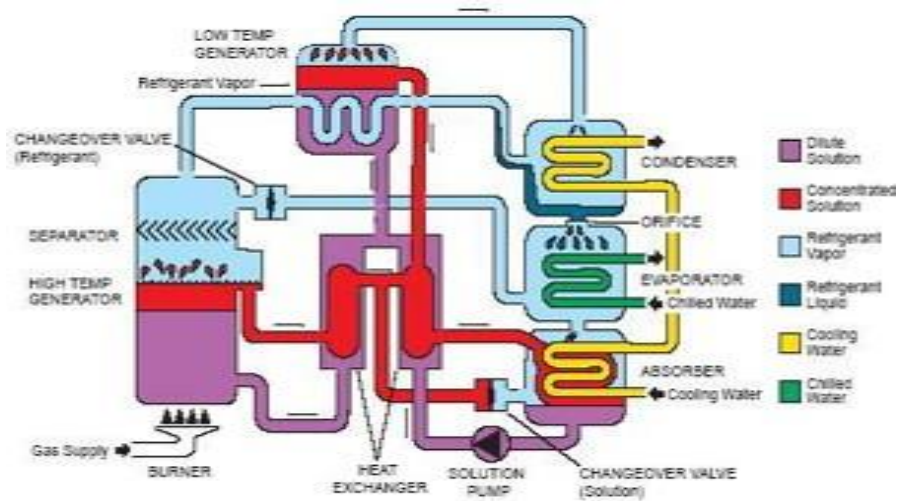 LOW TEMP
GENERATOR
Refrigerant Vapor
CHANGEOVER VALVE
(Refrigerant)
SEPARATOR
HIGH TEMP
GENERATOR
Gas Supply
BURNER
HEAT
EXCHANGER
SOLUTION
PUMP
CHANGEOVER VALVE
(Solution)
CONDENSER
ORIFICE
EVAPORATOR
Chilled Water
ABSORBER
Cooling Water
Dilute
Solution
Concentrated
Solution
Refrigerant
Vapor
Refrigerant
Liquid
Cooling
Water
Chilled
Water